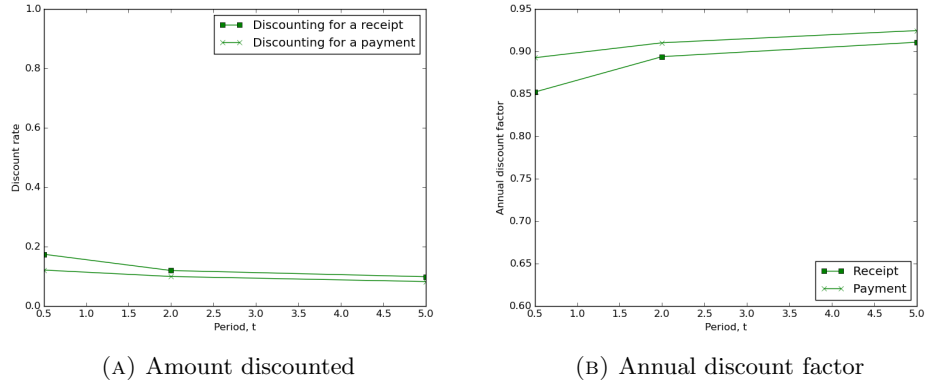 1.0
0.8
0.6
0.4
0.2
0.0
Discount rate
Discounting for a receipt
Discounting for a payment
0.5 1.0 1.5 2.0 2.5 3.0 3.5 4.0 4.5 5.0
Period, t
(A) Amount discounted
0.95
0.90
0.85
0.80
0.75
0.70
0.65
0.60
Annual discount factor
Receipt
Payment
0.5 1.0 1.5 2.0 2.5 3.0 3.5 4.0 4.5 5.0
Period, t
(B) Annual discount factor